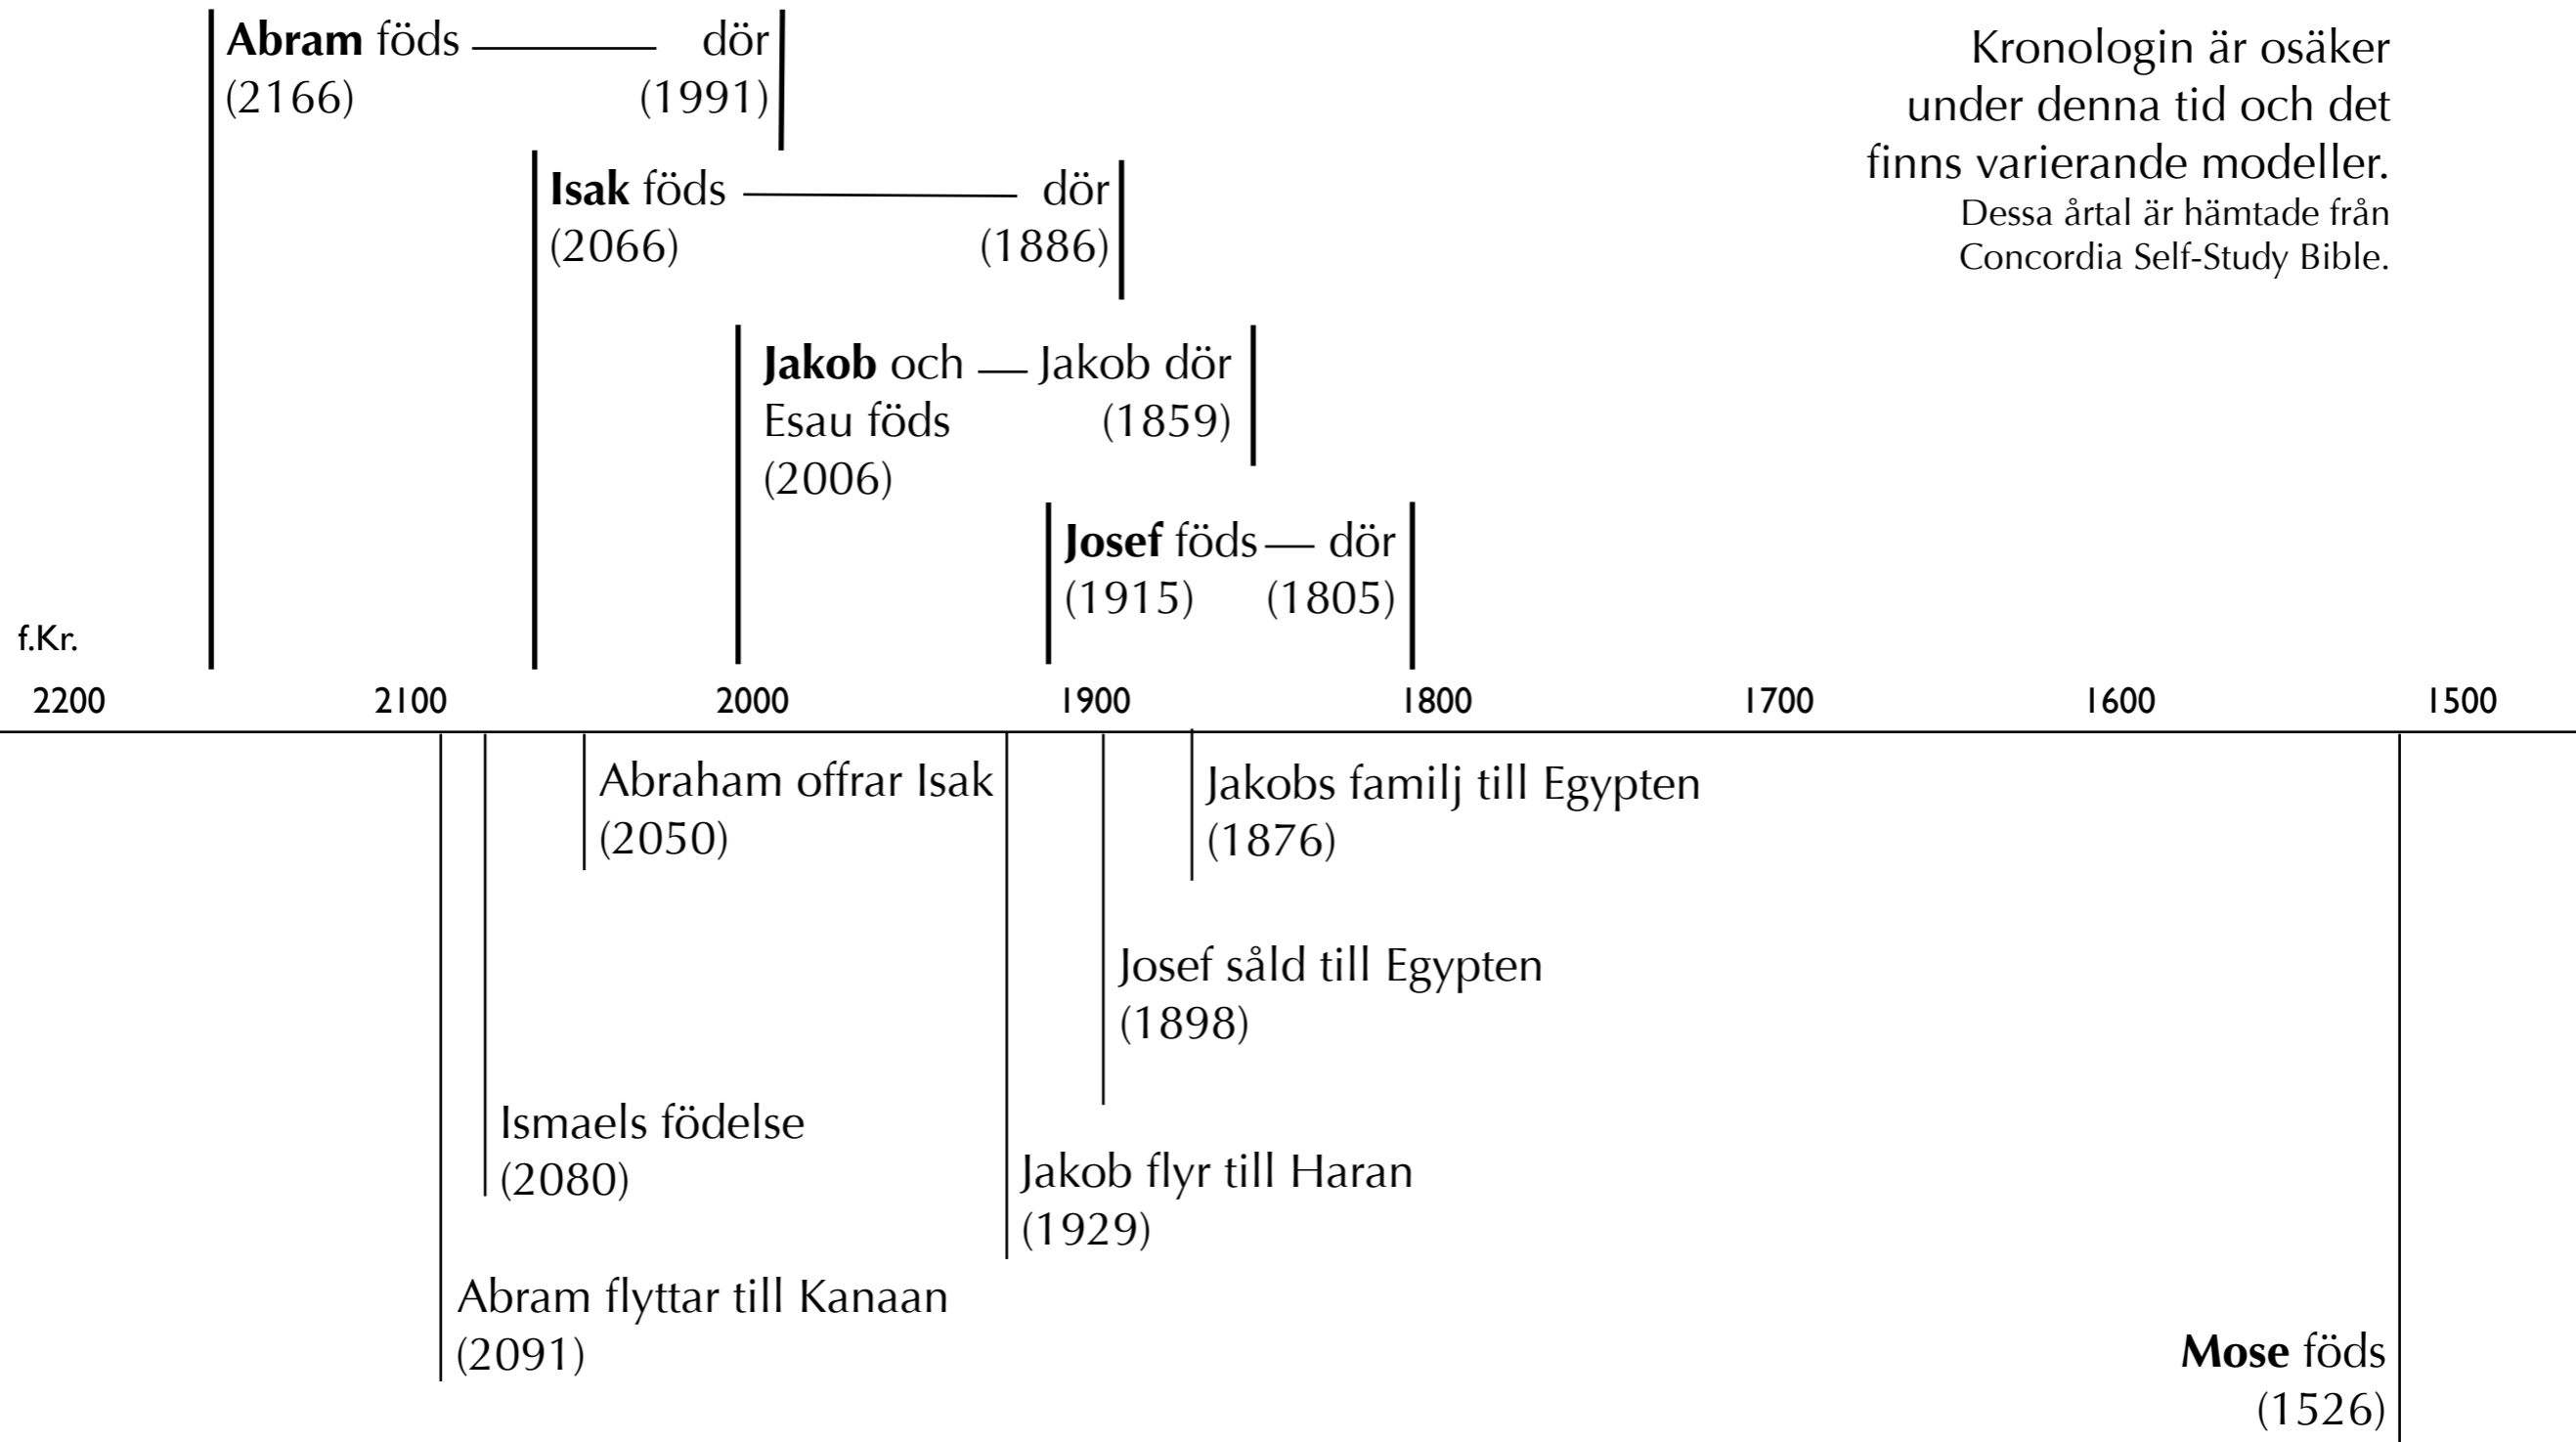 Abram föds dör
(2166) (1991)
Kronologin är osäker
under denna tid och det
finns varierande modeller.
Dessa årtal är hämtade från
Concordia Self-Study Bible.
Isak föds dör
(2066) (1886)
Jakob och — Jakob dör
Esau föds (1859)
(2006)
Josef föds — dör
(1915) (1805)
f.Kr.
2200 2100 2000 1900 1800 1700 1600 1500
Abraham offrar Isak
(2050)
Jakobs familj till Egypten
(1876)
Josef såld till Egypten
(1898)
Ismaels födelse
(2080)
Jakob flyr till Haran
(1929)
Abram flyttar till Kanaan
(2091)
Mose föds
(1526)